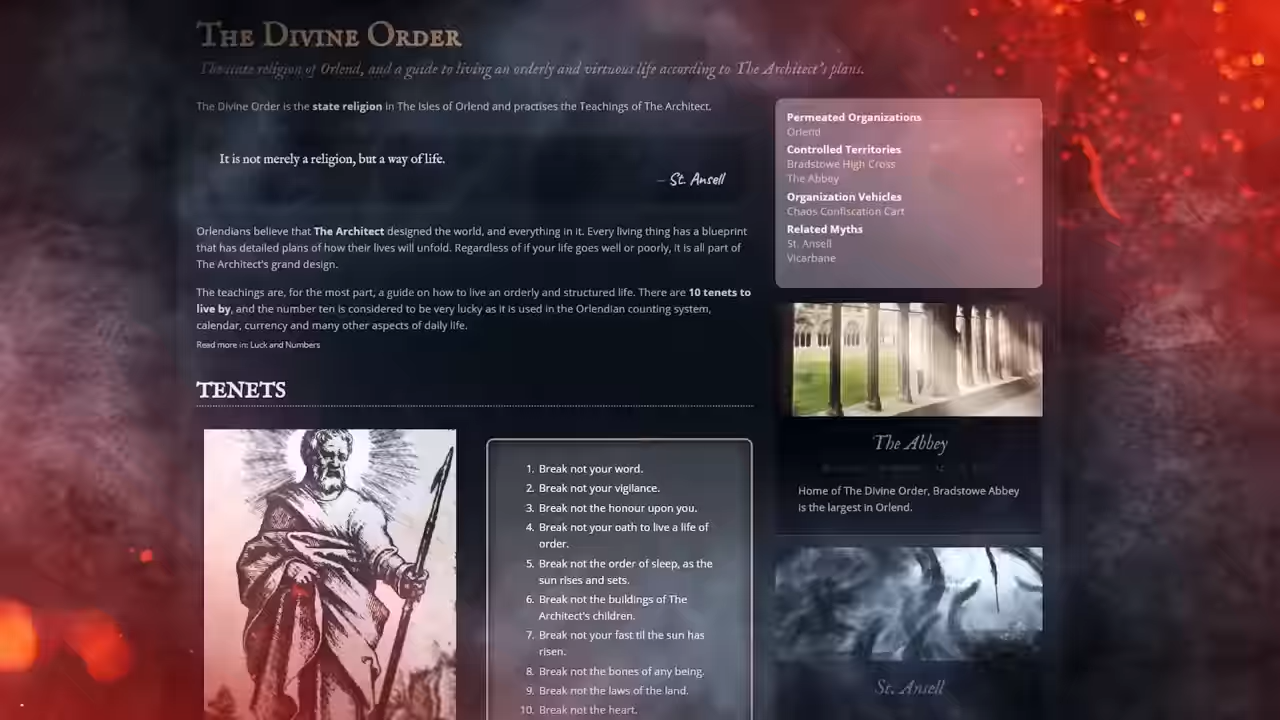 The Divine Order
The state religion of Orlend, and a guide to living an orderly and virtuous life according to The Architect's plans.
The Divine Order is the state religion in The Isles of Orlend and practises the Teachings of The Architect.
It is not merely a religion, but a way of life.
– St. Ansell
Orlendians believe that The Architect designed the world, and everything in it. Every living thing has a blueprint
that has detailed plans of how their lives will unfold. Regardless of if your life goes well or poorly, it is all part of
The Architect's grand design.
The teachings are, for the most part, a guide on how to live an orderly and structured life. There are 10 tenets to
live by, and the number ten is considered to be very lucky as it is used in the Orlendian counting system,
calendar, currency and many other aspects of daily life.
Read more in: Luck and Numbers
TENETS
1. Break not your word.
2. Break not your vigilance.
3. Break not the honour upon you.
4. Break not your oath to live a life of
order.
5. Break not the order of sleep, as the
sun rises and sets.
6. Break not the buildings of The
Architect's children.
7. Break not your fast til the sun has
risen.
8. Break not the bones of any being.
9. Break not the laws of the land.
10. Break not the heart.
Permeated Organizations
Orlend
Controlled Territories
Bradstowe High Cross
The Abbey
Organization Vehicles
Chaos Confiscation Cart
Related Myths
St. Ansell
Vicarbane
The Abbey
Home of The Divine Order, Bradstowe Abbey
is the largest in Orlend.
St. Ansell